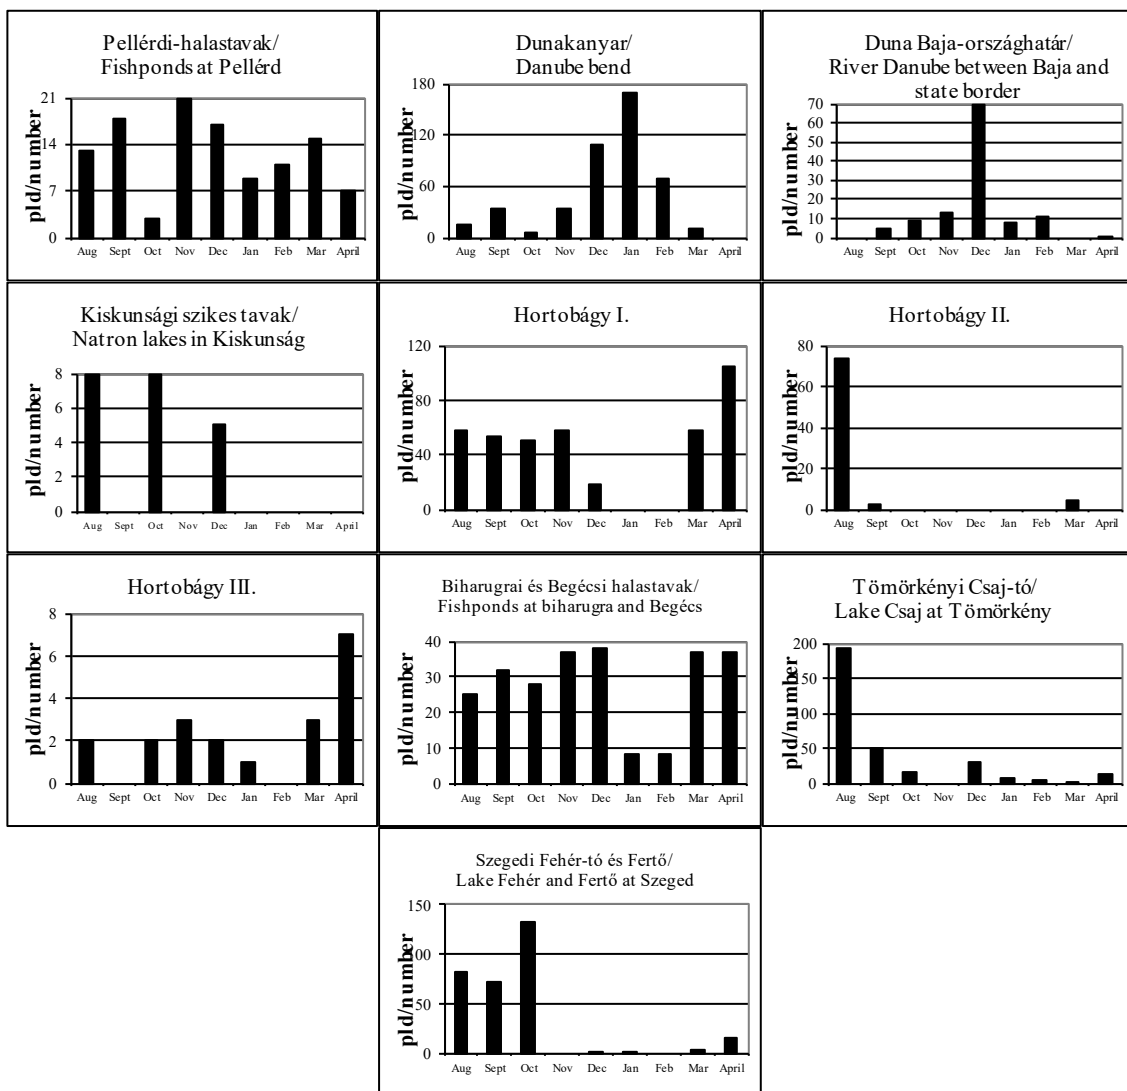 Pellérdi-halastavak/
Fishponds at Pellérd
pld/number
21
14
7
0
Aug Sept Oct Nov Dec Jan Feb Mar April
Dunakanyar/
Danube bend
pld/number
180
120
60
0
Aug Sept Oct Nov Dec Jan Feb Mar April
Duna Baja-országhatár/
River Danube between Baja and
state border
pld/number
70
60
50
40
30
20
10
0
Aug Sept Oct Nov Dec Jan Feb Mar April
Kiskunsági szikes tavak/
Natron lakes in Kiskunság
pld/number
8
6
4
2
0
Aug Sept Oct Nov Dec Jan Feb Mar April
Hortobágy I.
pld/number
120
80
40
0
Aug Sept Oct Nov Dec Jan Feb Mar April
Hortobágy II.
pld/number
80
60
40
20
0
Aug Sept Oct Nov Dec Jan Feb Mar April
Hortobágy III.
pld/number
8
6
4
2
0
Aug Sept Oct Nov Dec Jan Feb Mar April
Biharugrai és Begécsi halastavak/
Fishponds at biharugra and Begécs
pld/number
40
30
20
10
0
Aug Sept Oct Nov Dec Jan Feb Mar April
Tömörkényi Csaj-tó/
Lake Csaj at Tömörkény
pld/number
200
150
100
50
0
Aug Sept Oct Nov Dec Jan Feb Mar April
Szegedi Fehér-tó és Fertő/
Lake Fehér and Fertő at Szeged
pld/number
150
100
50
0
Aug Sept Oct Nov Dec Jan Feb Mar April